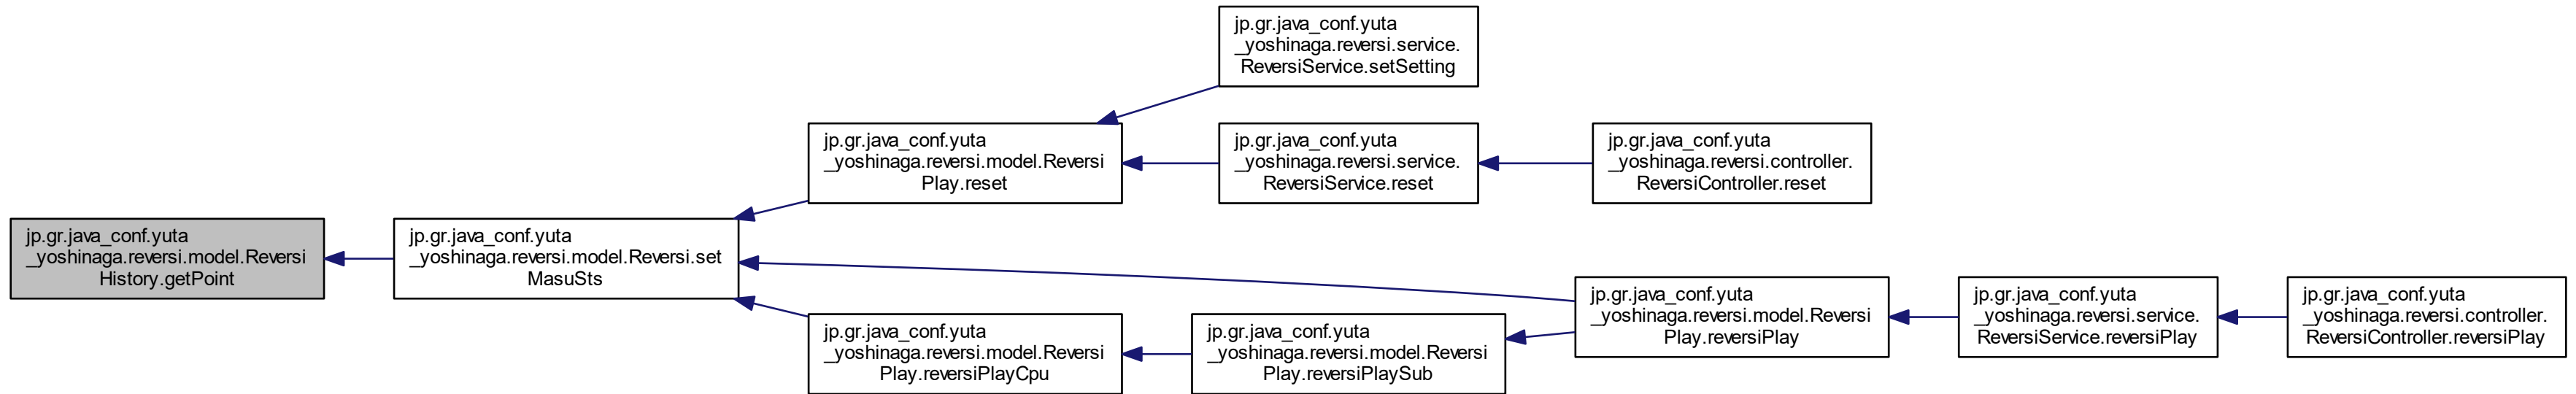 jp.gr.java_conf.yuta
_yoshinaga.reversi.model.Reversi
History.getPoint
jp.gr.java_conf.yuta
_yoshinaga.reversi.model.Reversi.set
MasuSts
jp.gr.java_conf.yuta
_yoshinaga.reversi.model.Reversi
Play.reset
jp.gr.java_conf.yuta
_yoshinaga.reversi.service.
ReversiService.setSetting
jp.gr.java_conf.yuta
_yoshinaga.reversi.service.
ReversiService.reset
jp.gr.java_conf.yuta
_yoshinaga.reversi.controller.
ReversiController.reset
jp.gr.java_conf.yuta
_yoshinaga.reversi.model.Reversi
Play.reversiPlayCpu
jp.gr.java_conf.yuta
_yoshinaga.reversi.model.Reversi
Play.reversiPlaySub
jp.gr.java_conf.yuta
_yoshinaga.reversi.model.Reversi
Play.reversiPlay
jp.gr.java_conf.yuta
_yoshinaga.reversi.service.
ReversiService.reversiPlay
jp.gr.java_conf.yuta
_yoshinaga.reversi.controller.
ReversiController.reversiPlay